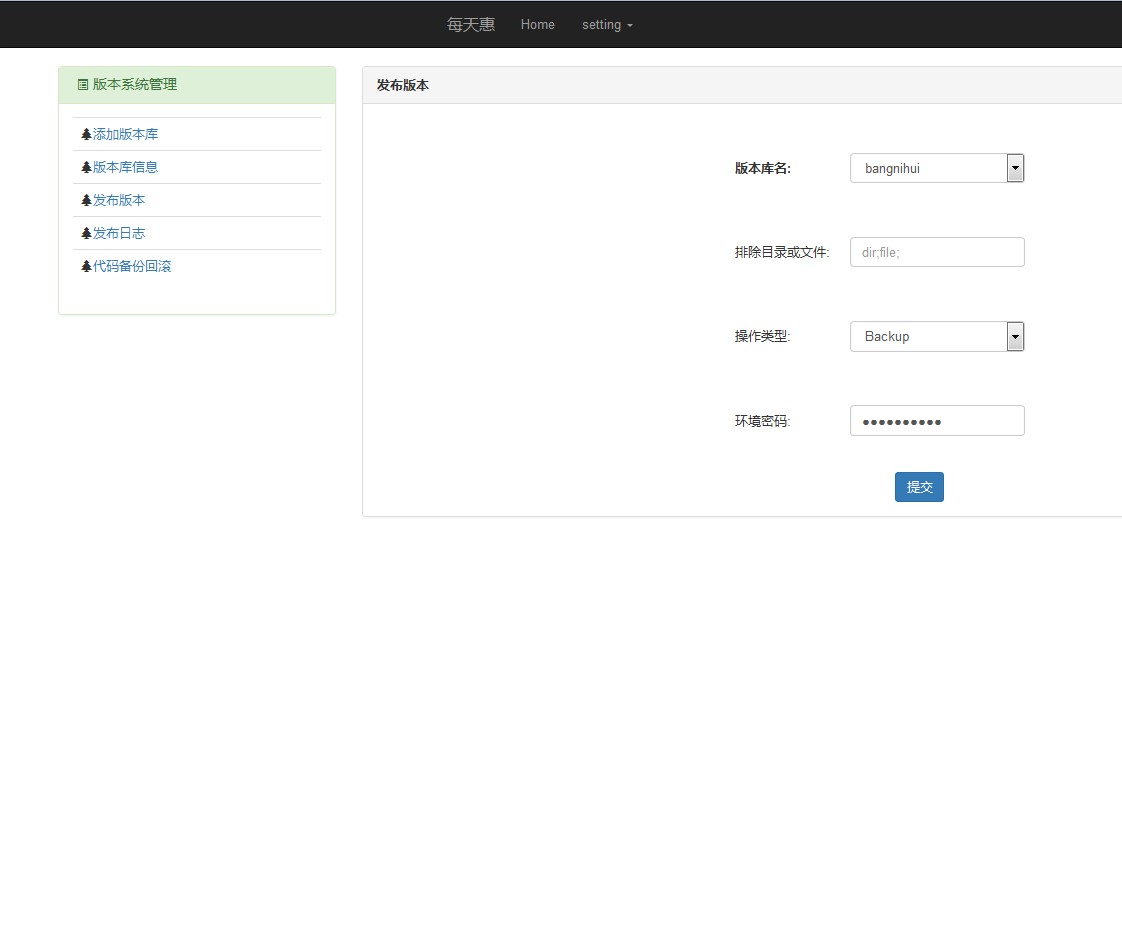 每天惠 Home setting
版本系统管理
添加版本库
版本库信息
发布版本
发布日志
代码备份回滚
发布版本
版本库名: bangnihui
排除目录或文件: dir;file;
操作类型: Backup
环境密码: ●●●●●●●●●●
提交